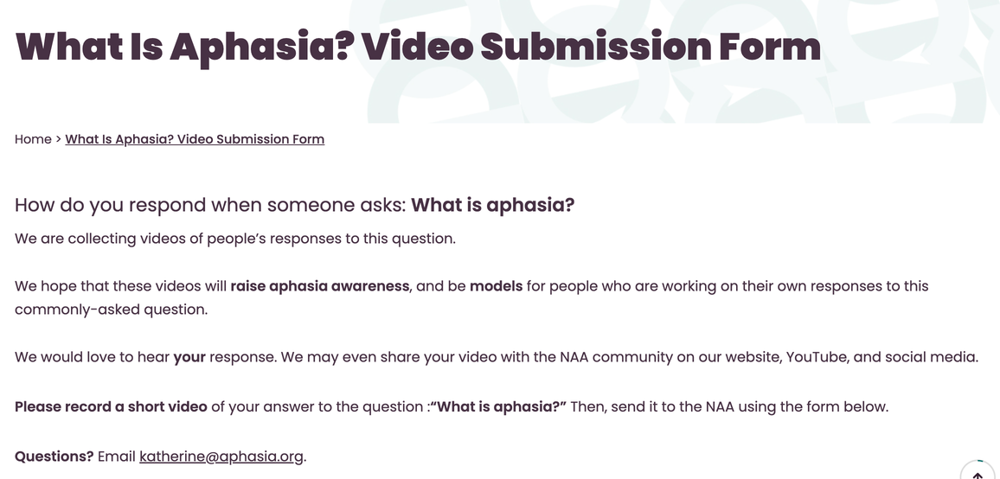 What Is Aphasia? Video Submission Form
Home > What Is Aphasia? Video Submission Form
How do you respond when someone asks: What is aphasia?
We are collecting videos of people’s responses to this question.
We hope that these videos will raise aphasia awareness, and be models for people who are working on their own responses to this
commonly-asked question.
We would love to hear your response. We may even share your video with the NAA community on our website, YouTube, and social media.
Please record a short video of your answer to the question :“What is aphasia?” Then, send it to the NAA using the form below.
Questions? Email katherine@aphasia.org.